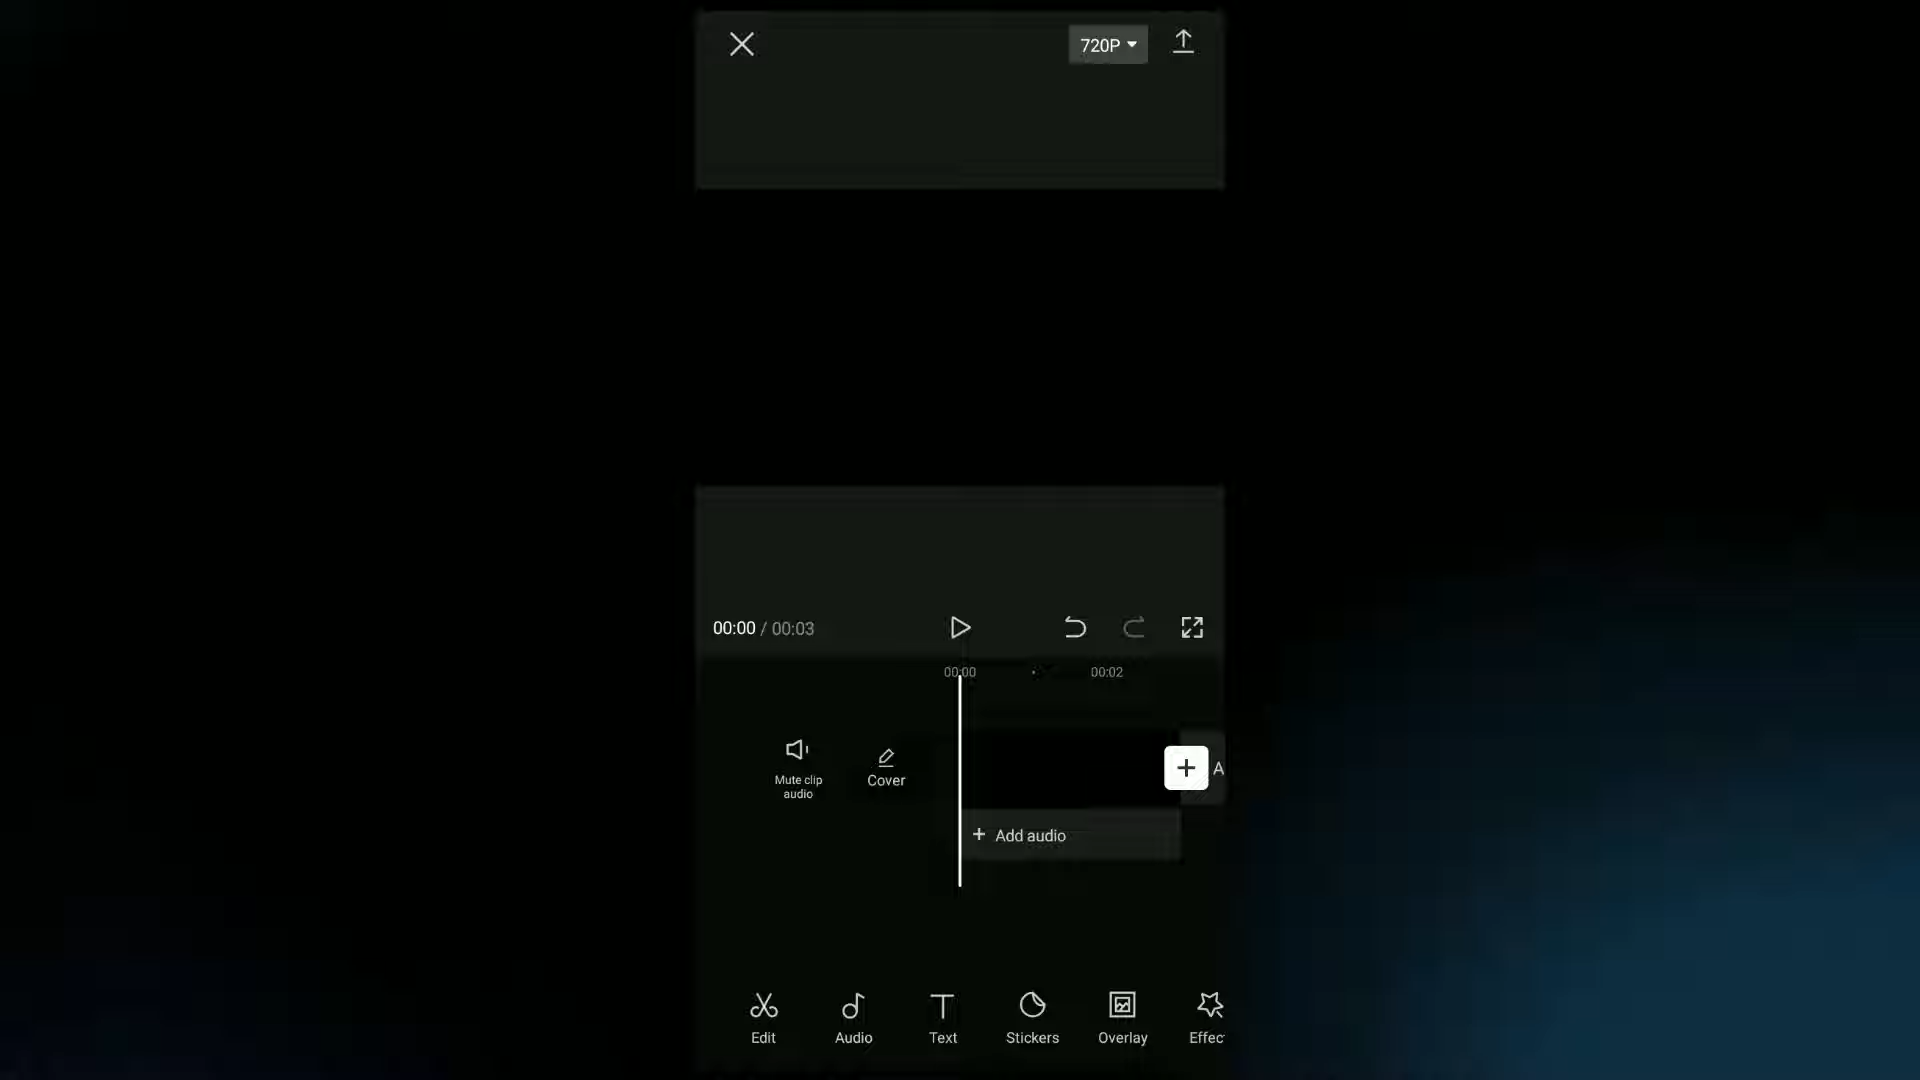 720P
00:00 / 00:03
00:00 00:02
Mute clip
audio
Cover
A
+ Add audio
Edit Audio Text Stickers Overlay Effec